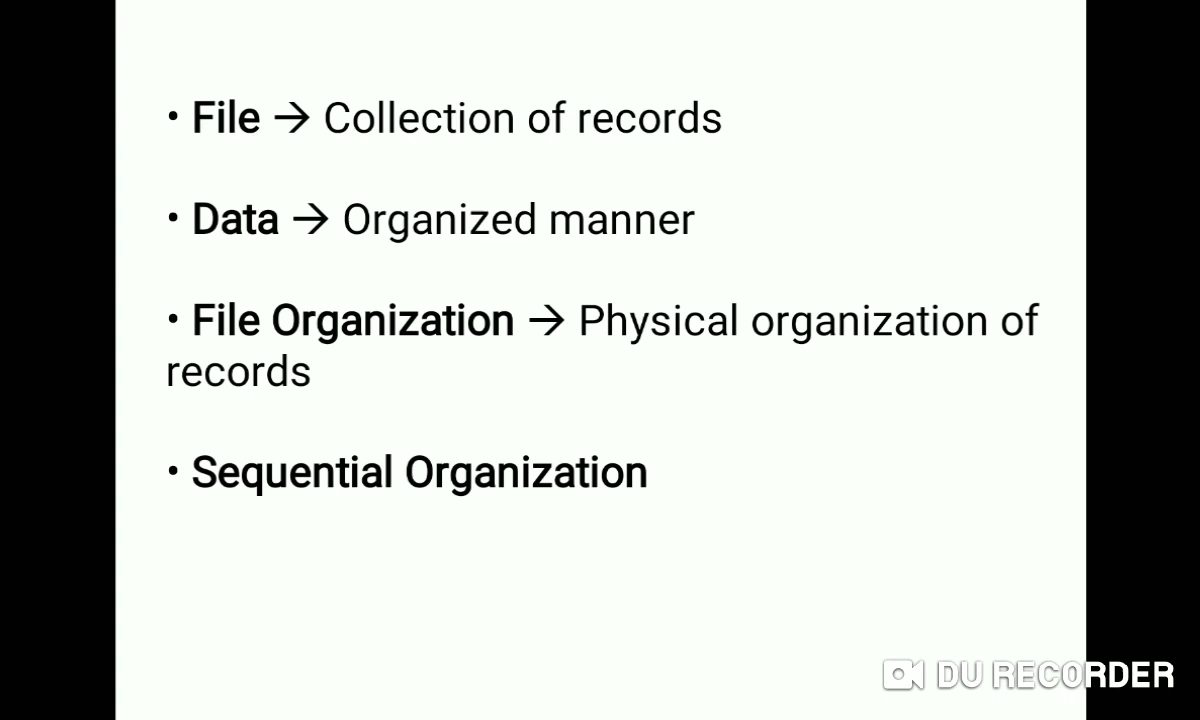 • File → Collection of records
• Data → Organized manner
• File Organization → Physical organization of
records
• Sequential Organization
DU RECORDER